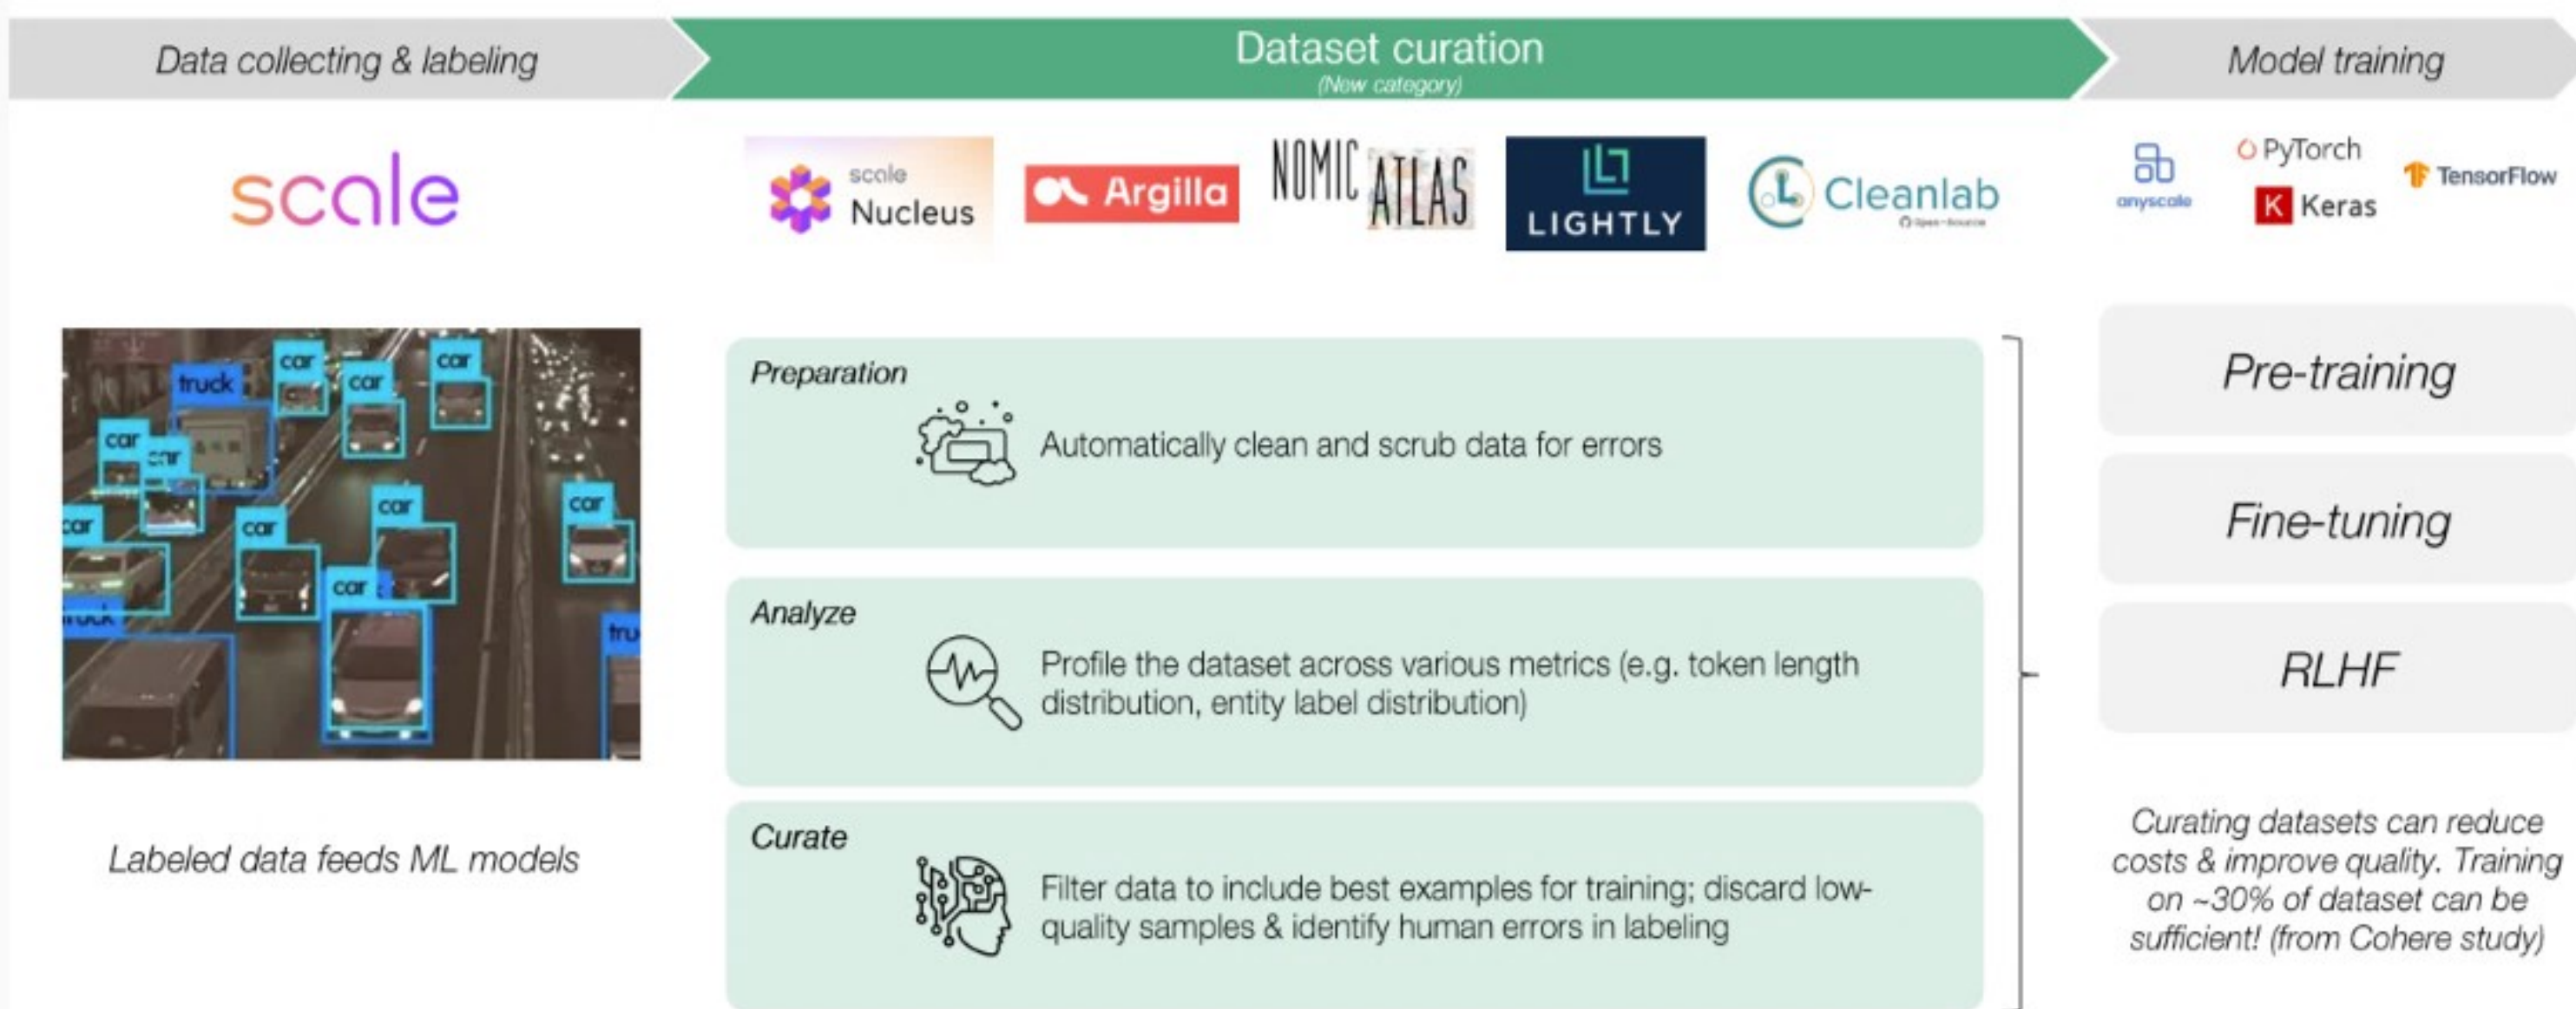 Data collecting & labeling
Dataset curation
(New category)
Model training
scale
scale
Nucleus
Argilla
NOMIC
ATLAS
LIGHTLY
Cleanlab
Open-Source
anyscale
PyTorch
Keras
TensorFlow
truck
car
car
car
car
car
car
car
car
car
car
car
truck
tru
Labeled data feeds ML models
Preparation
Automatically clean and scrub data for errors
Analyze
Profile the dataset across various metrics (e.g. token length
distribution, entity label distribution)
Curate
Filter data to include best examples for training; discard low-
quality samples & identify human errors in labeling
Pre-training
Fine-tuning
RLHF
Curating datasets can reduce
costs & improve quality. Training
on ~30% of dataset can be
sufficient! (from Cohere study)